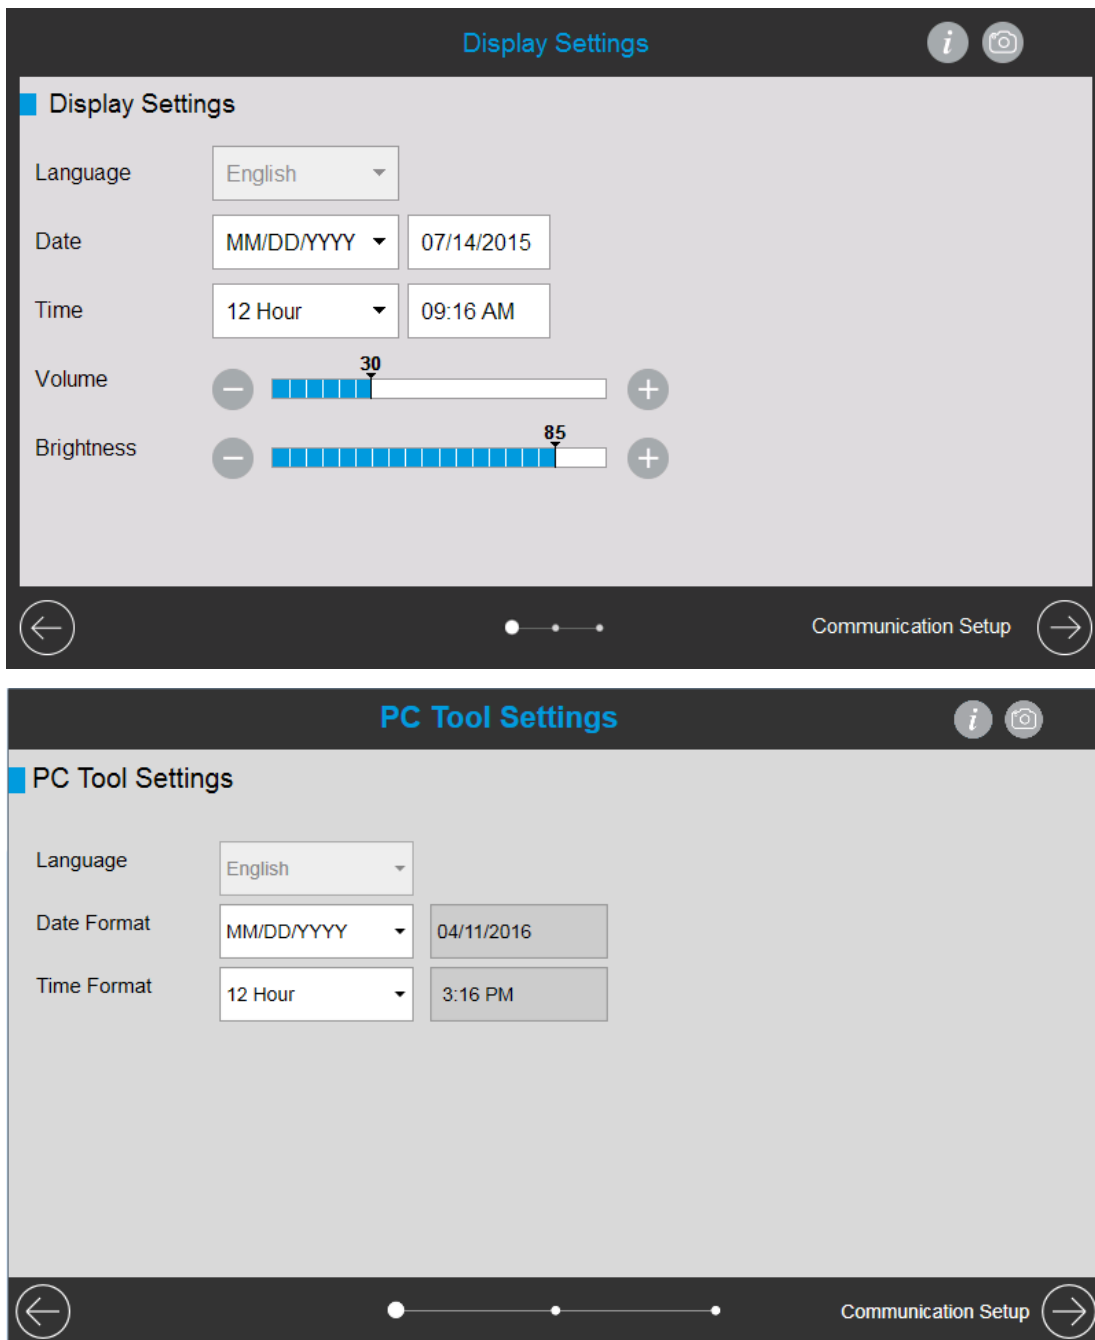 Display Settings
Display Settings
Language English
Date MM/DD/YYYY 07/14/2015
Time 12 Hour 09:16 AM
30
Volume
85
Brightness
Communication Setup
PC Tool Settings
PC Tool Settings
Language English
Date Format MM/DD/YYYY 04/11/2016
Time Format 12 Hour 3:16 PM
Communication Setup